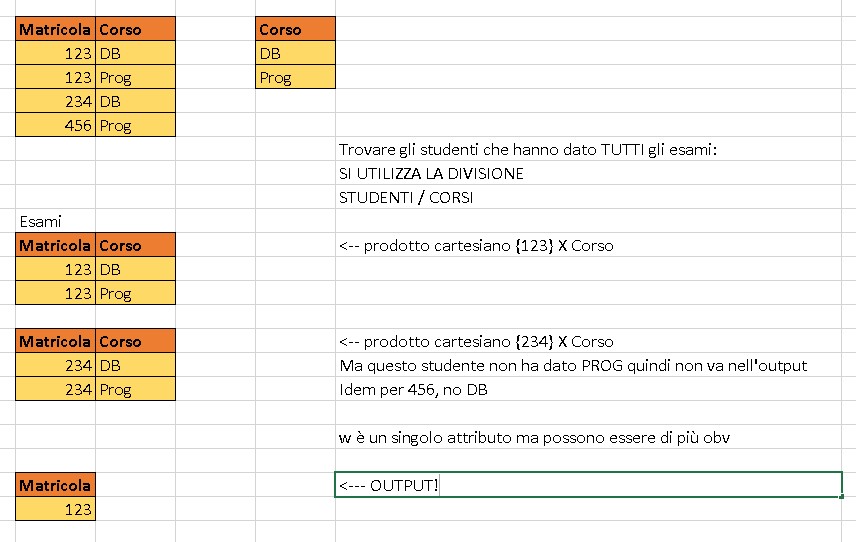 Matricola Corso Corso
123 DB DB
123 Prog Prog
234 DB
456 Prog
Trovare gli studenti che hanno dato TUTTI gli esami:
SI UTILIZZA LA DIVISIONE
STUDENTI / CORSI
Esami
Matricola Corso <-- prodotto cartesiano {123} X Corso
123 DB
123 Prog
Matricola Corso <-- prodotto cartesiano {234} X Corso
234 DB Ma questo studente non ha dato PROG quindi non va nell'output
234 Prog Idem per 456, no DB
w è un singolo attributo ma possono essere di più obv
Matricola <--- OUTPUT!
123